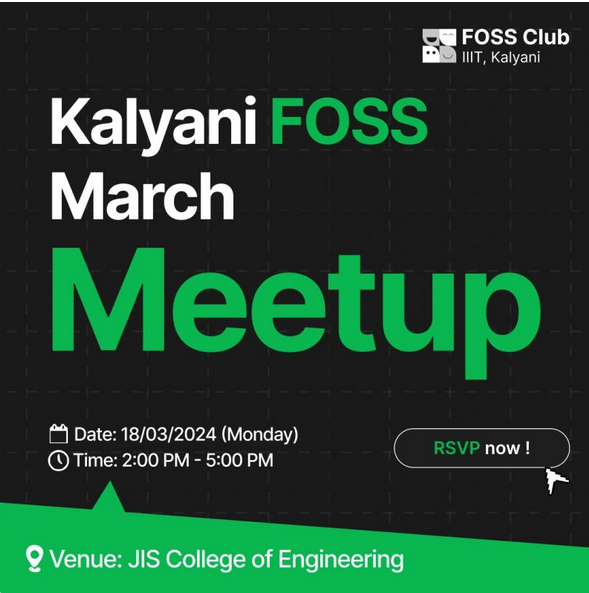 FOSS Club
IIIT, Kalyani
Kalyani FOSS
March
Meetup
Date: 18/03/2024 (Monday)
Time: 2:00 PM - 5:00 PM
RSVP now !
Venue: JIS College of Engineering